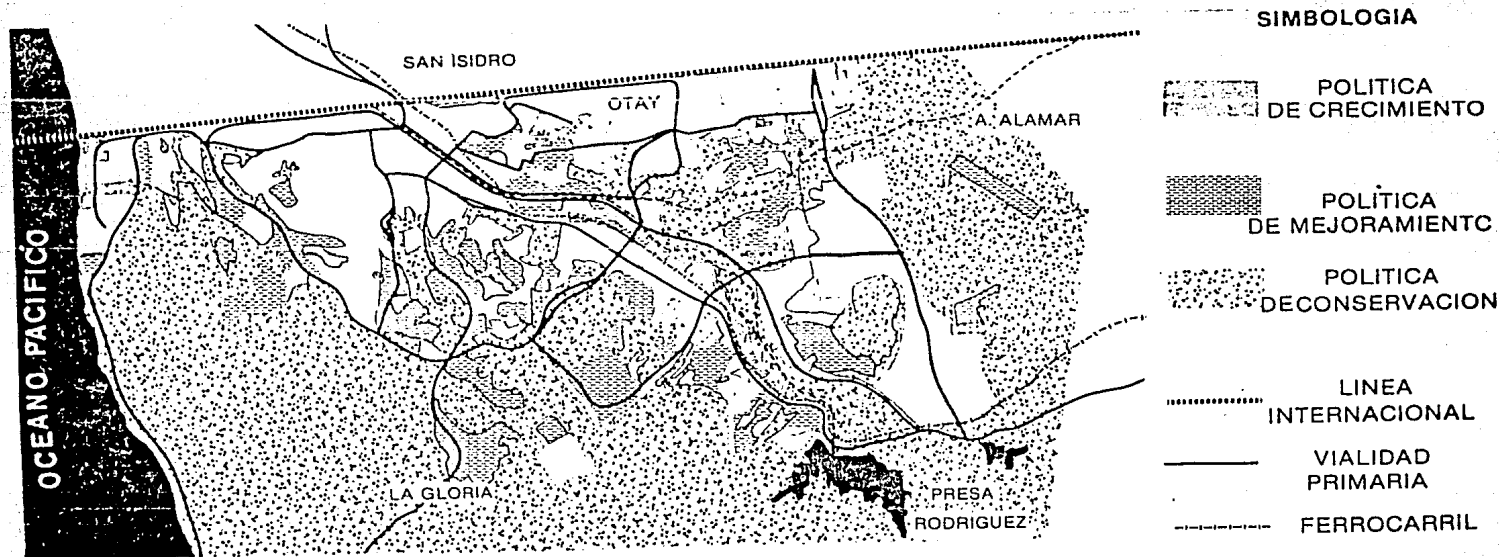 SIMBOLOGIA
SAN ISIDRO
OTAY
A. ALAMAR
OCEANO PACIFICO
LA GLORIA
PRESA
RODRIGUEZ
POLITICA
DE CRECIMIENTO
POLÍTICA
DE MEJORAMIENTC
POLITICA
DECONSERVACION
LINEA
INTERNACIONAL
VIALIDAD
PRIMARIA
FERROCARRIL